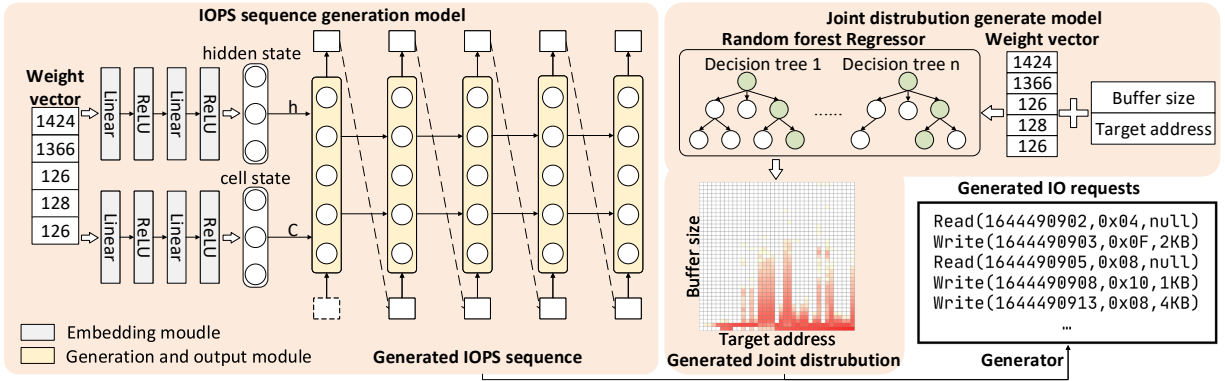 IOPS sequence generation model
Weight
vector
1424
1366
126
128
126
Linear
ReLU
Linear
ReLU
hidden state
h
Linear
ReLU
Linear
ReLU
cell state
C
Embedding moudle
Generation and output module
Generated IOPS sequence
Joint distrubution generate model
Random forest Regressor
Decision tree 1
Decision tree n
......
Weight vector
1424
1366
126
128
126
Buffer size
Target address
Buffer size
Target address
Generated Joint distrubution
Generated IO requests
Read(1644490902,0x04,null)
Write(1644490903,0x0F,2KB)
Read(1644490905,0x08,null)
Write(1644490908,0x10,1KB)
Write(1644490913,0x08,4KB)
…
Generator